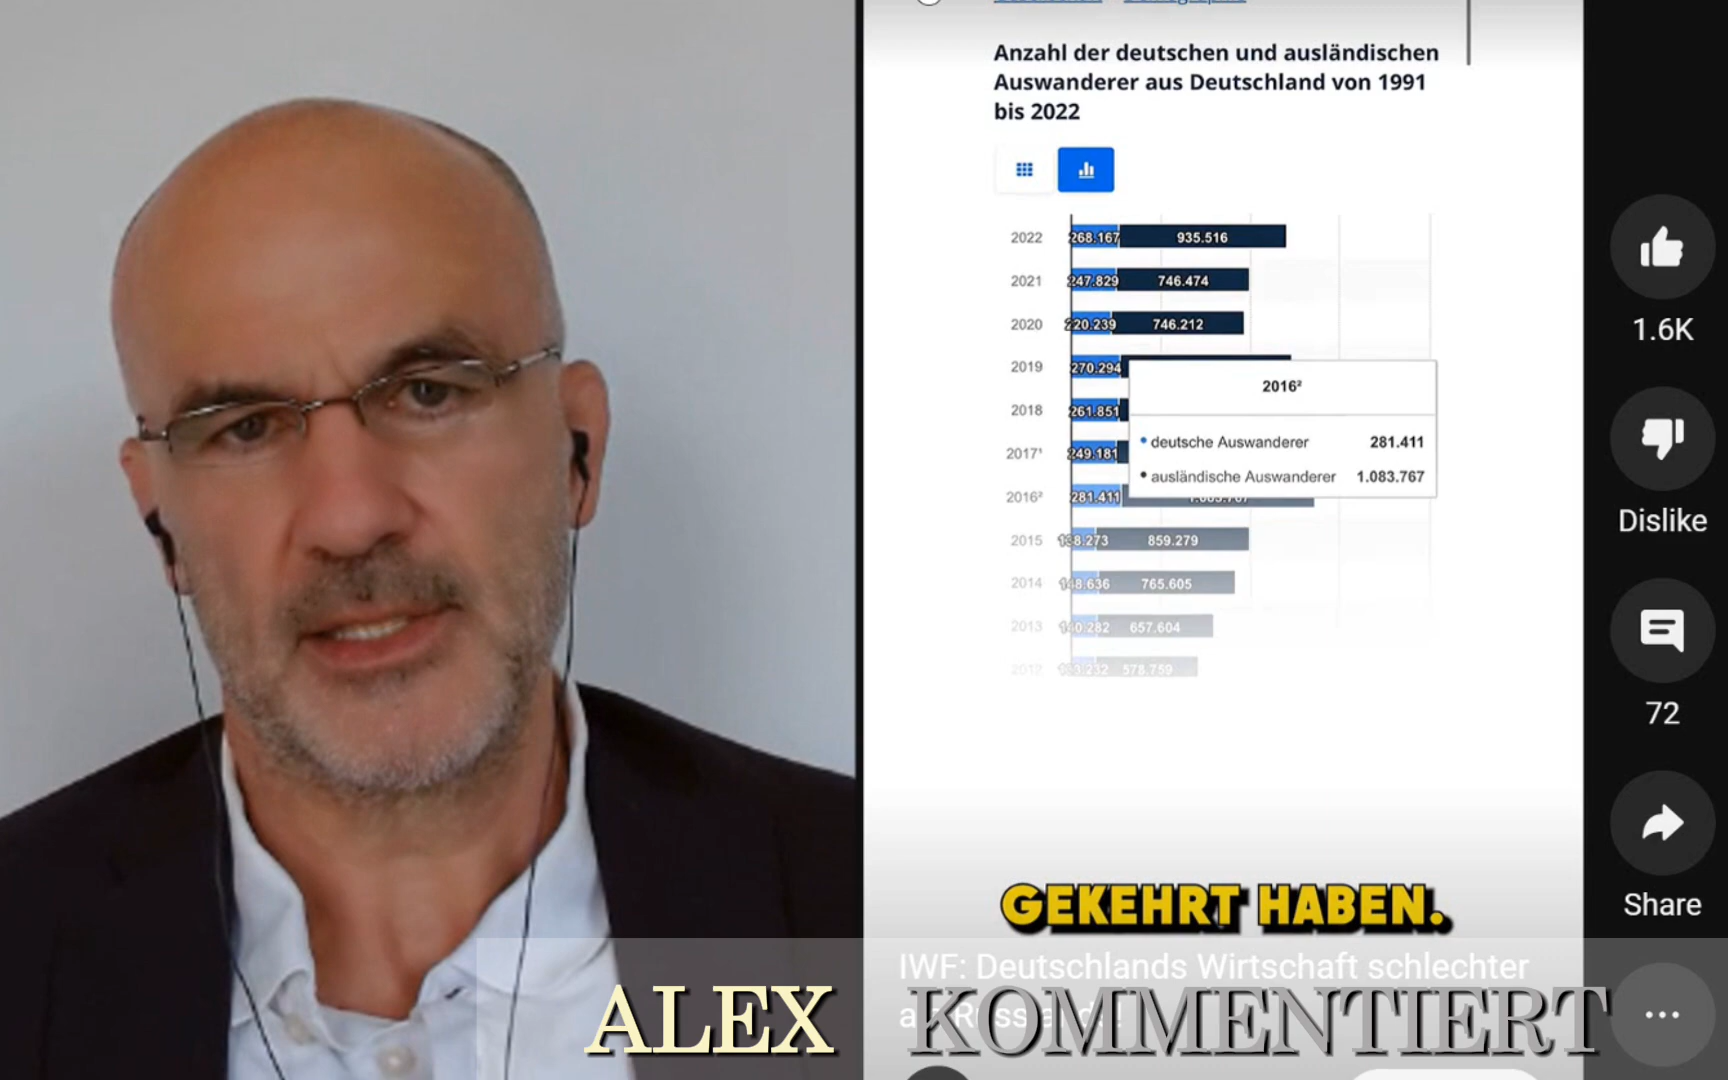 Anzahl der deutschen und ausländischen
Auswanderer aus Deutschland von 1991
bis 2022
2022 268.167 935.516
2021 247.829 746.474
2020 220.239 746.212
2019 270.294
2018 261.851
2017¹ 249.181
2016² 281.411
2016²
deutsche Auswanderer 281.411
ausländische Auswanderer 1.083.767
2015 138.273 859.279
2014 148.636 765.605
2013 140.282 657.604
2012 578.759
GEKEHRT HABEN.
IWF: Deutschlands Wirtschaft schlechter
ALEX KOMMENTIERT
1.6K
Dislike
72
Share